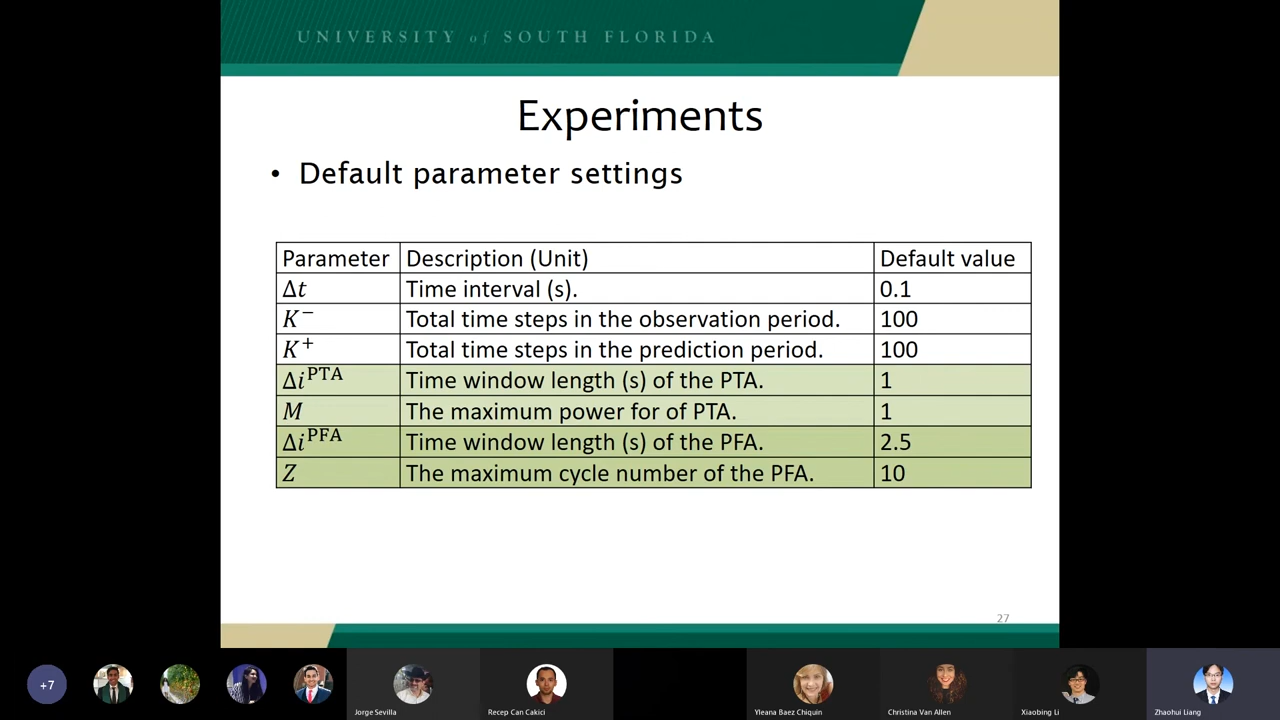 UNIVERSITY of SOUTH FLORIDA
Experiments
• Default parameter settings
Parameter Description (Unit) Default value
Δt Time interval (s). 0.1
K⁻ Total time steps in the observation period. 100
K⁺ Total time steps in the prediction period. 100
Δi^PTA Time window length (s) of the PTA. 1
M The maximum power for of PTA. 1
Δi^PFA Time window length (s) of the PFA. 2.5
Z The maximum cycle number of the PFA. 10
27
+7
Jorge Sevilla
Recep Can Cakici
Yleana Baez Chiquin
Christina Van Allen
Xiaobing Li
Zhaohui Liang